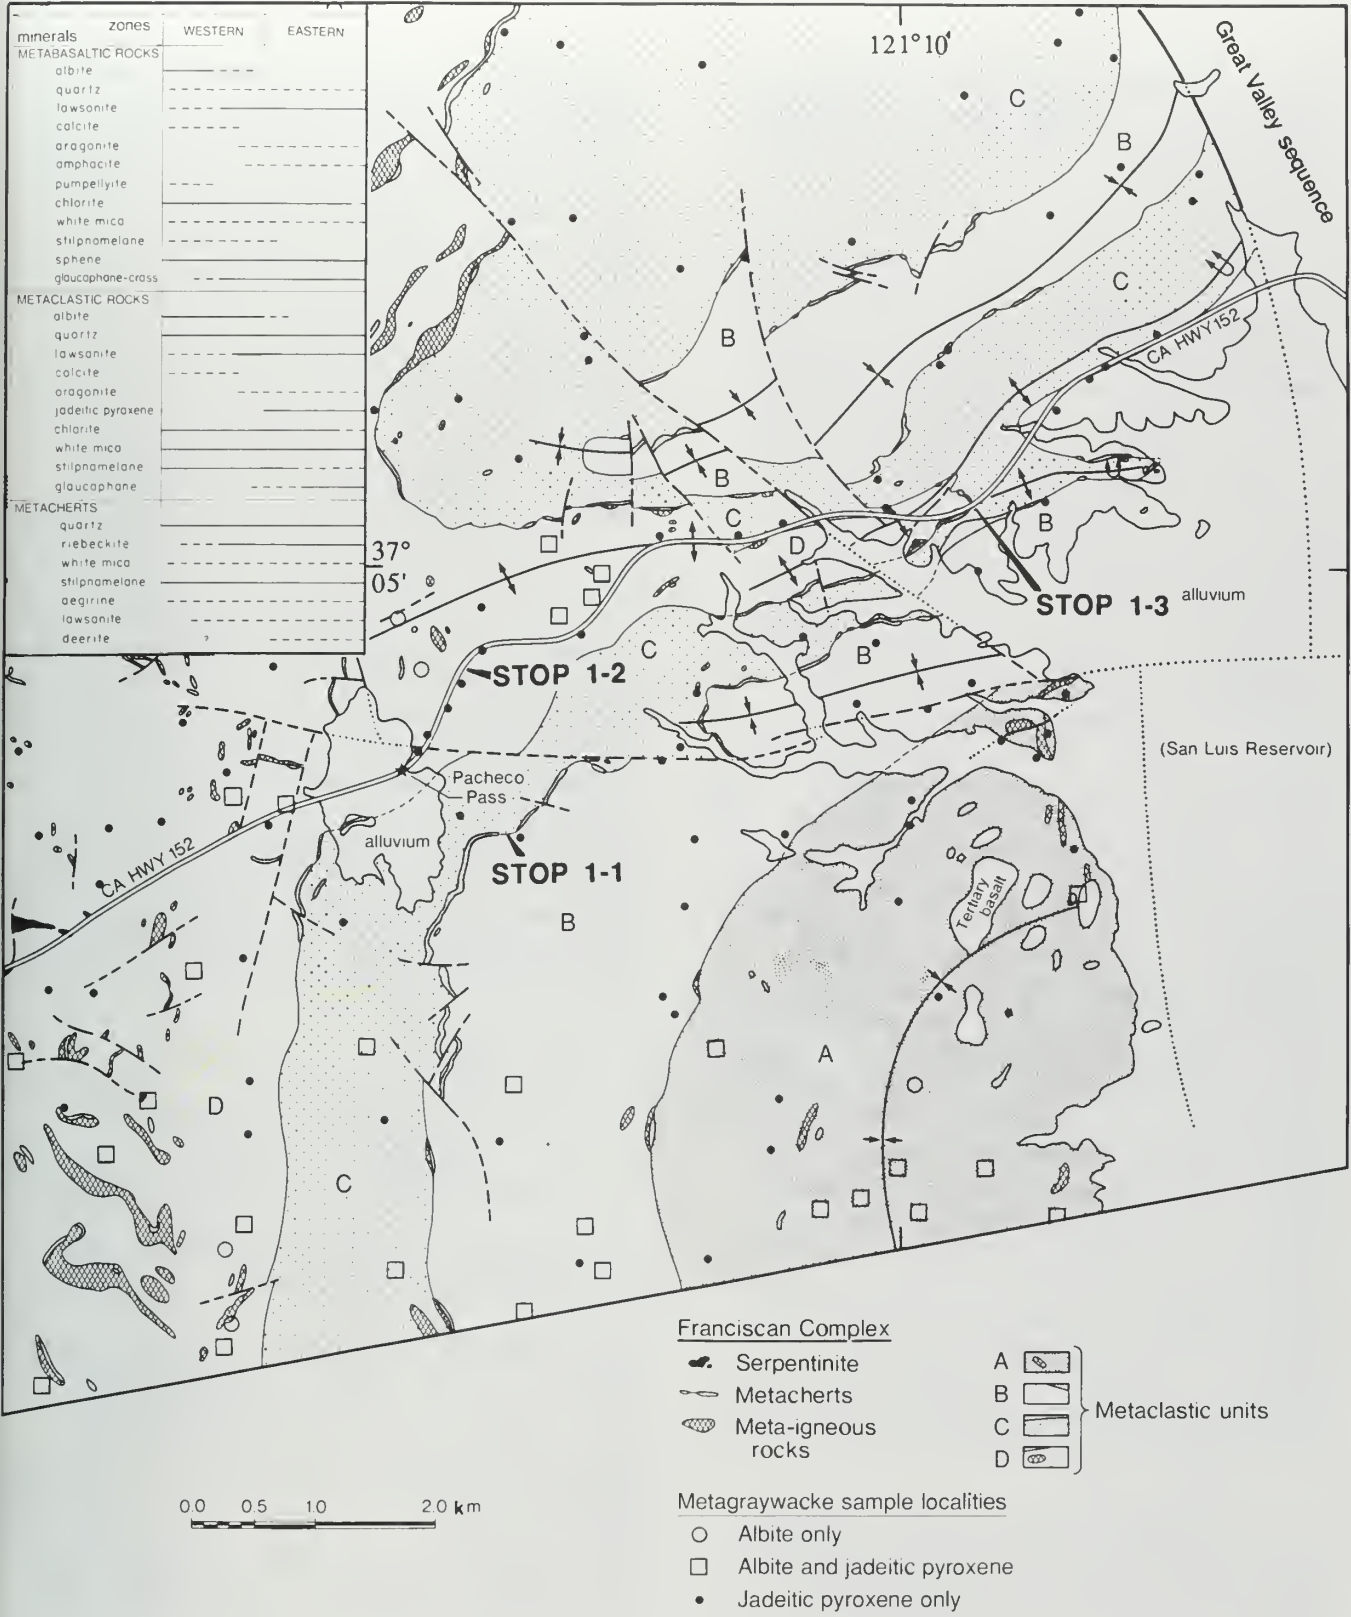 zones
minerals WESTERN EASTERN
METABASALTIC ROCKS
albite
quartz
lawsonite
calcite
aragonite
omphacite
pumpellyite
chlorite
white mica
stilpnomelane
sphene
glaucophane-cross
METACLASTIC ROCKS
albite
quartz
lawsonite
calcite
aragonite
jadeitic pyroxene
chlorite
white mica
stilpnomelane
glaucophane
METACHERTS
quartz
riebeckite
white mica
stilpnomelane
aegirine
lawsonite
deerite ?
121°10'
Great Valley sequence
C
B
C
B
CA HWY 152
B
C
D
B
37°
05'
STOP 1-3
alluvium
C
B
STOP 1-2
(San Luis Reservoir)
Pacheco
Pass
alluvium
CA HWY 152
STOP 1-1
B
Tertiary
basalt
A
D
C
Franciscan Complex
Serpentinite
Metacherts
Meta-igneous
rocks
A
B
C
D
Metaclastic units
0.0 0.5 1.0 2.0 km
Metagraywacke sample localities
Albite only
Albite and jadeitic pyroxene
Jadeitic pyroxene only